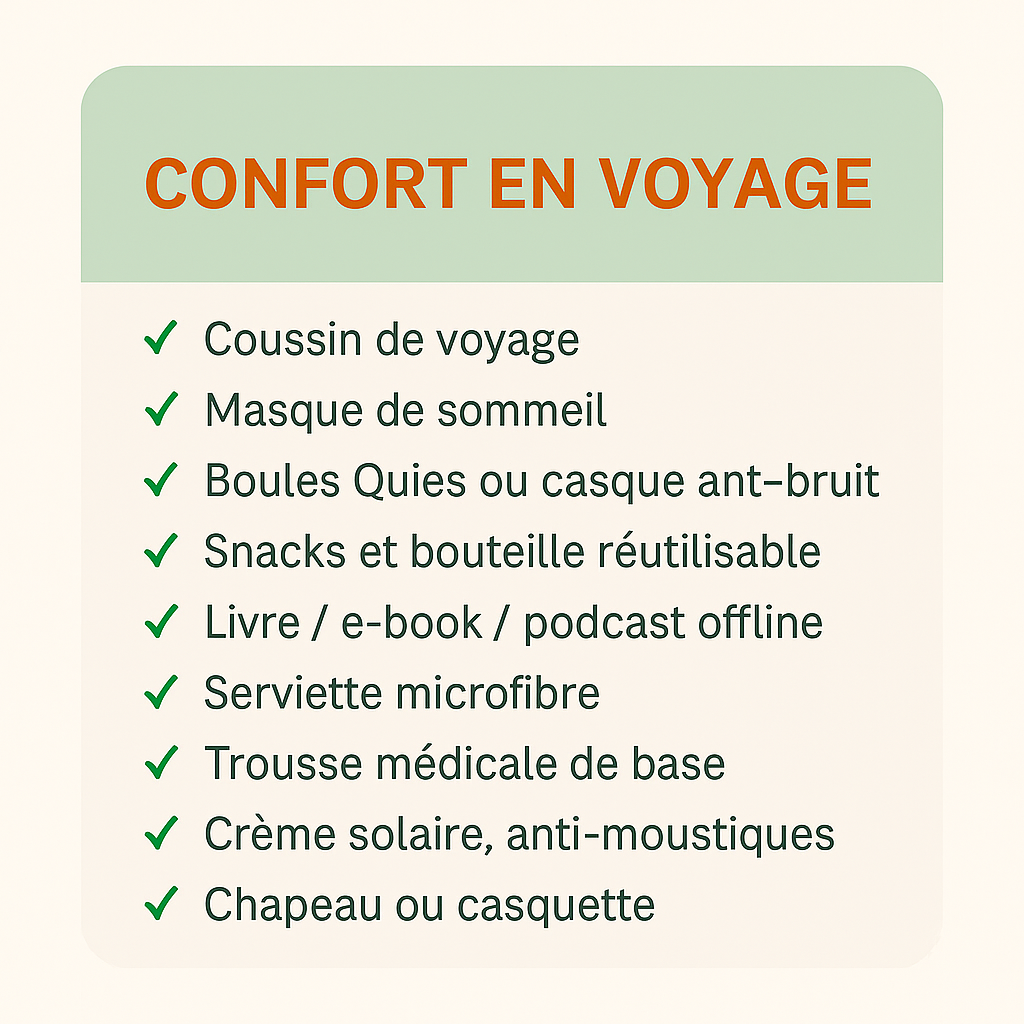 CONFORT EN VOYAGE
✓ Coussin de voyage
✓ Masque de sommeil
✓ Boules Quies ou casque ant–bruit
✓ Snacks et bouteille réutilisable
✓ Livre / e-book / podcast offline
✓ Serviette microfibre
✓ Trousse médicale de base
✓ Crème solaire, anti-moustiques
✓ Chapeau ou casquette